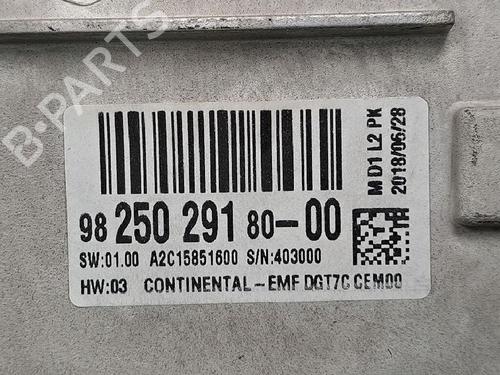 B-PARTS
M D1 L2 PK
2018/06/28
98 250 291 80-00
SW:01.00 A2C15851600 S/N:403000
HW:03 CONTINENTAL-EMF DGT7C CEM00